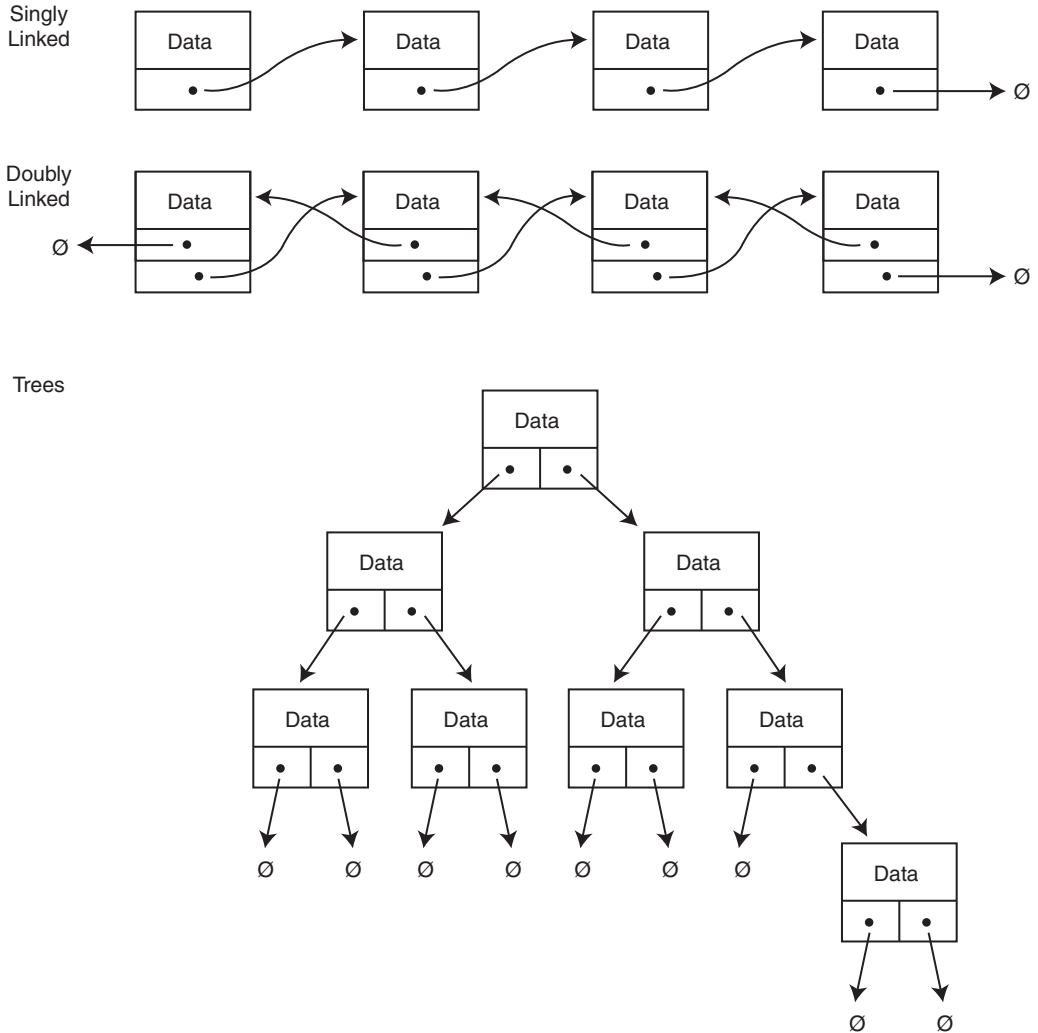 Singly
Linked
Data Data Data Data
Ø
Doubly
Linked
Data Data Data Data
Ø
Ø
Trees
Data
Data Data
Data Data Data Data
Ø Ø Ø Ø Ø Ø Ø
Data
Ø Ø